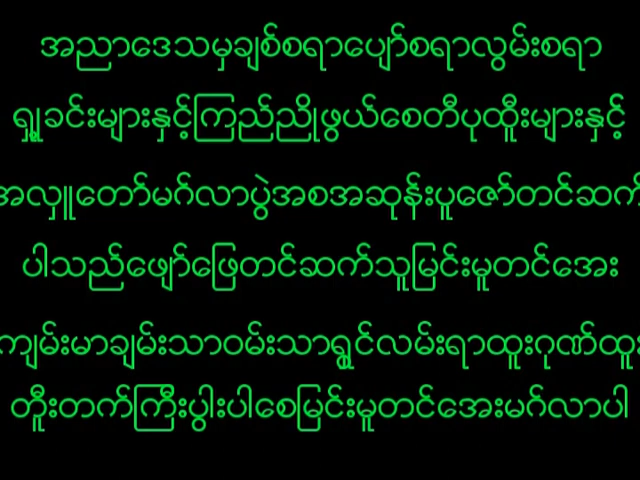 အညာဒေသမှချစ်စရာပျော်စရာလွမ်းစရာ
ရှုခင်းများနှင့်ကြည်ညိုဖွယ်စေတီပုထိုးများနှင့်
အလှူတော်မင်္ဂလာပွဲအစအဆုန်းပူဇော်တင်ဆက်
ပါသည်ဖျော်ဖြေတင်ဆက်သူမြင်းမူတင်အေး
ကျမ်းမာချမ်းသာဝမ်းသာရွှင်လမ်းရာထူးဂုဏ်ထူး
တိုးတက်ကြီးပွါးပါစေမြင်းမူတင်အေးမင်္ဂလာပါ